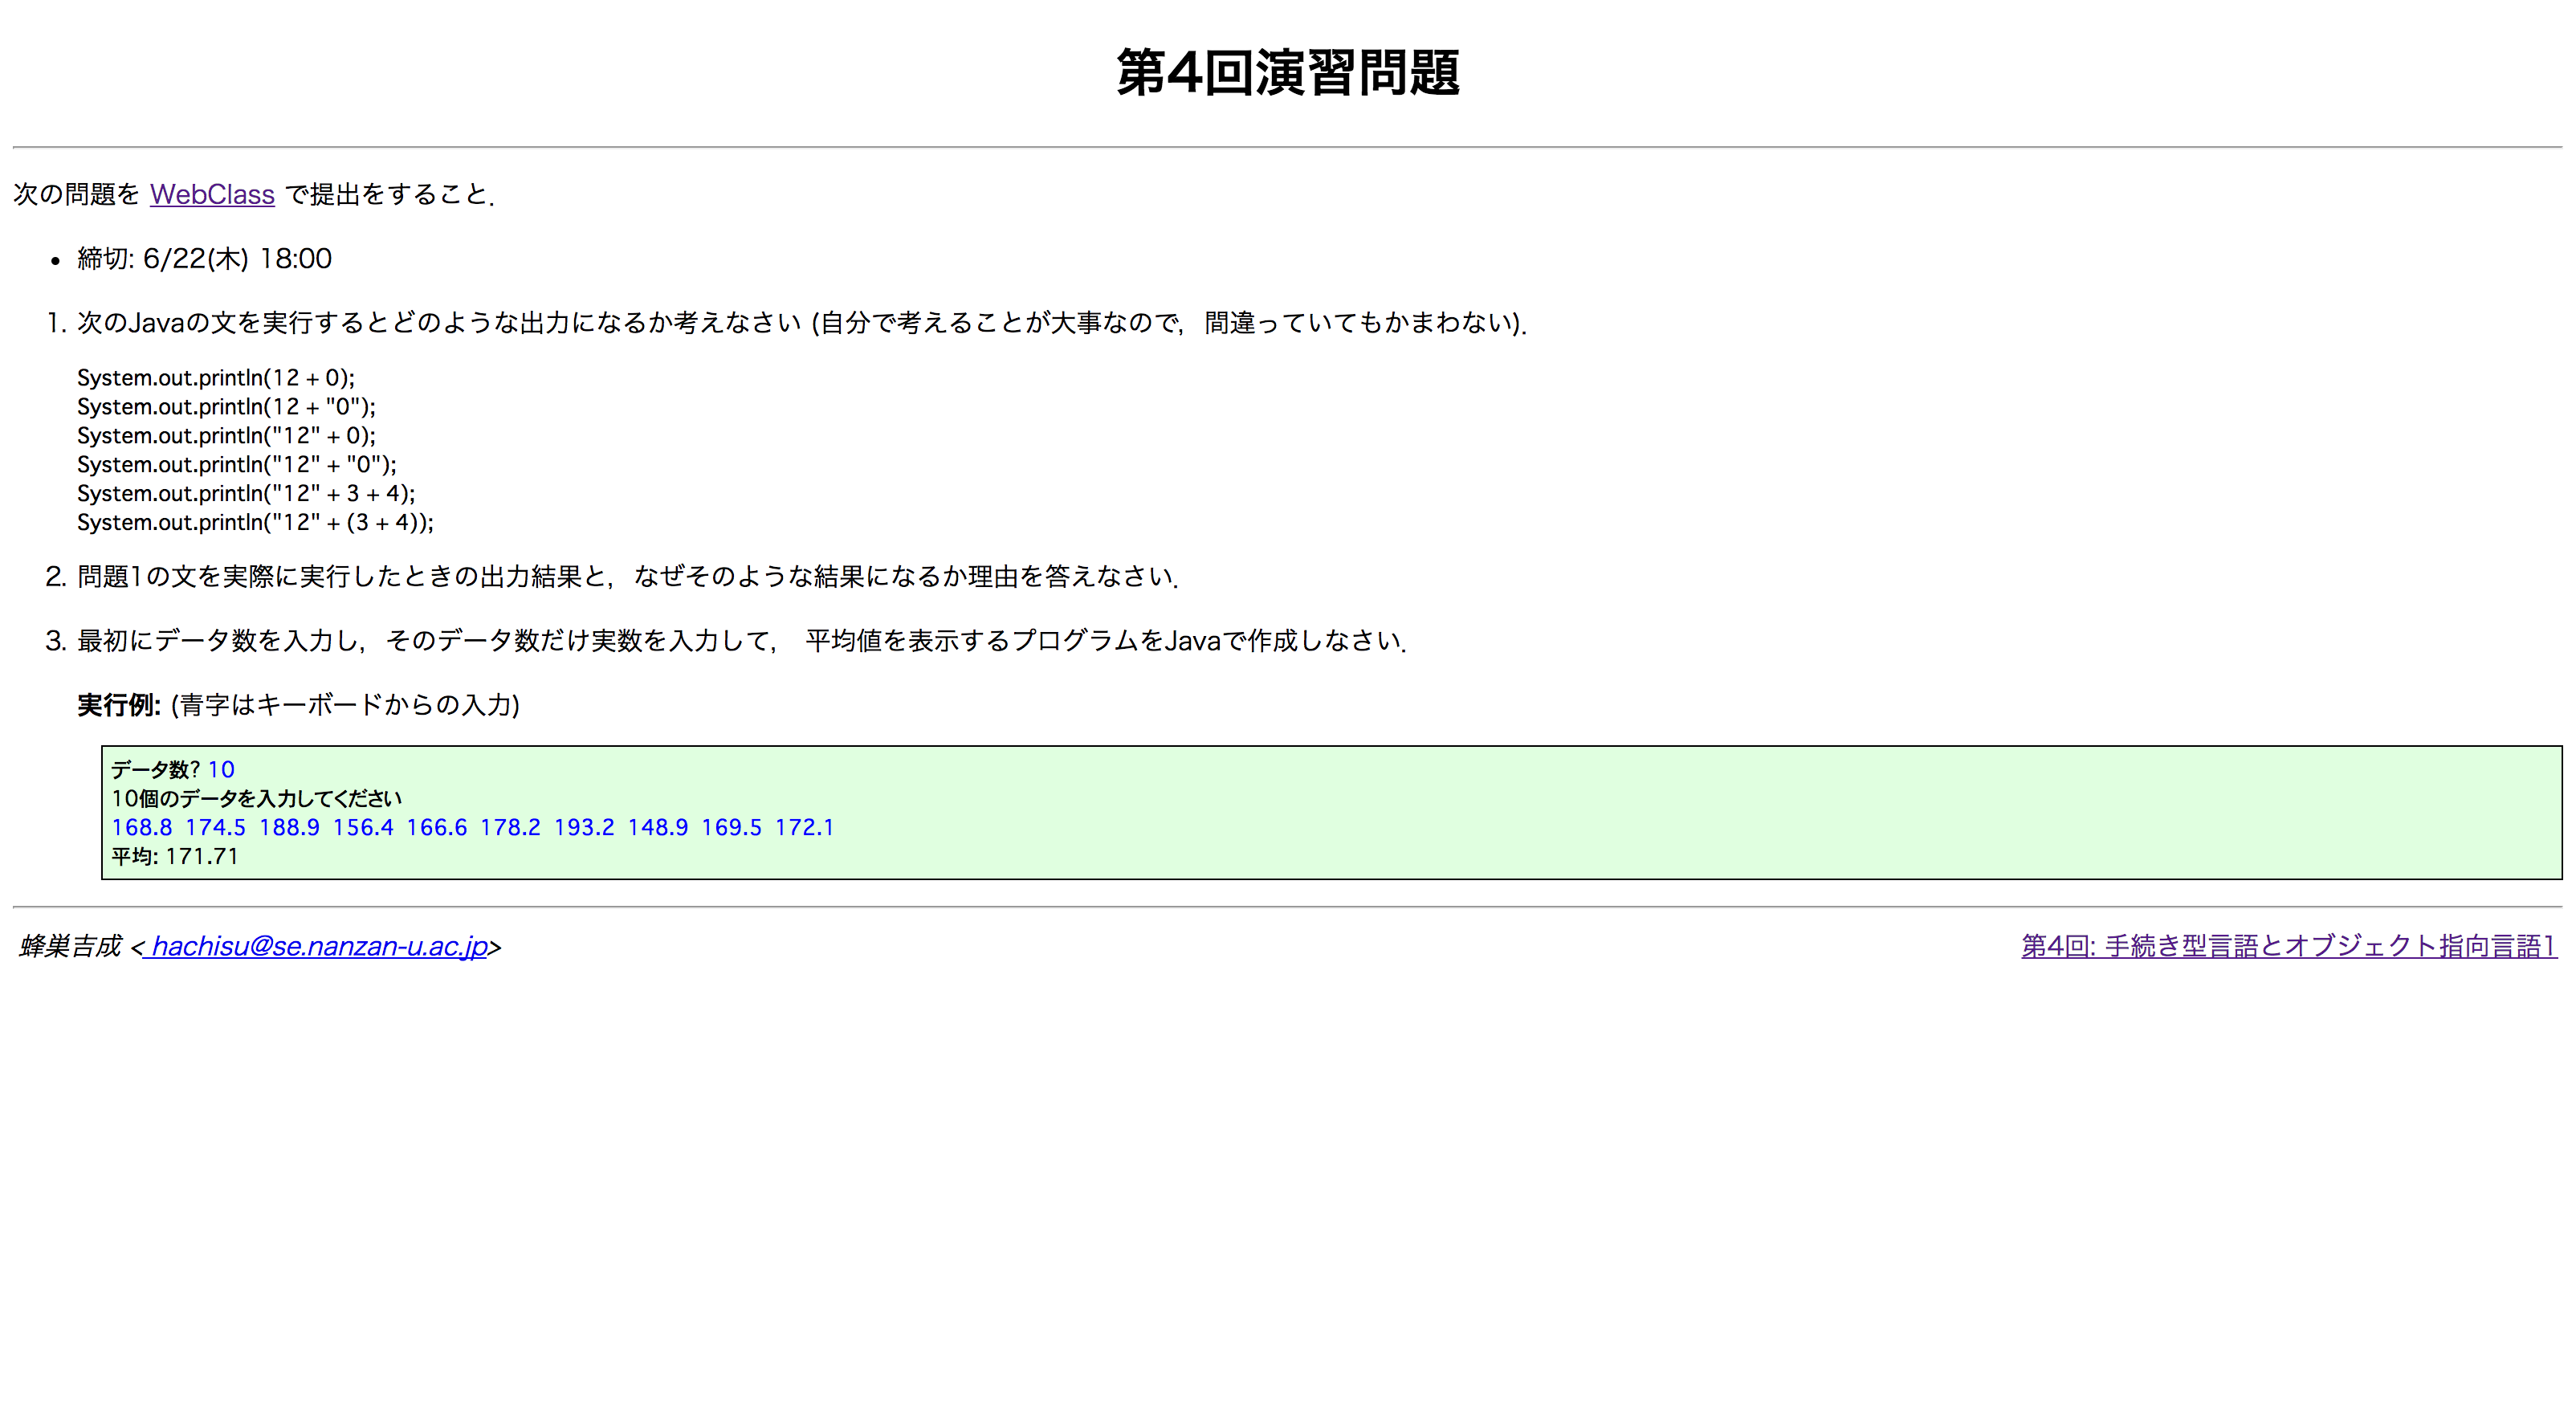 第4回演習問題
次の問題を WebClass で提出をすること．
• 締切: 6/22(木) 18:00
1. 次のJavaの文を実行するとどのような出力になるか考えなさい (自分で考えることが大事なので，間違っていてもかまわない)．
System.out.println(12 + 0);
System.out.println(12 + "0");
System.out.println("12" + 0);
System.out.println("12" + "0");
System.out.println("12" + 3 + 4);
System.out.println("12" + (3 + 4));
2. 問題1の文を実際に実行したときの出力結果と，なぜそのような結果になるか理由を答えなさい．
3. 最初にデータ数を入力し，そのデータ数だけ実数を入力して， 平均値を表示するプログラムをJavaで作成しなさい．
実行例: (青字はキーボードからの入力)
データ数? 10
10個のデータを入力してください
168.8 174.5 188.9 156.4 166.6 178.2 193.2 148.9 169.5 172.1
平均: 171.71
蜂巣吉成 < hachisu@se.nanzan-u.ac.jp>
第4回: 手続き型言語とオブジェクト指向言語1